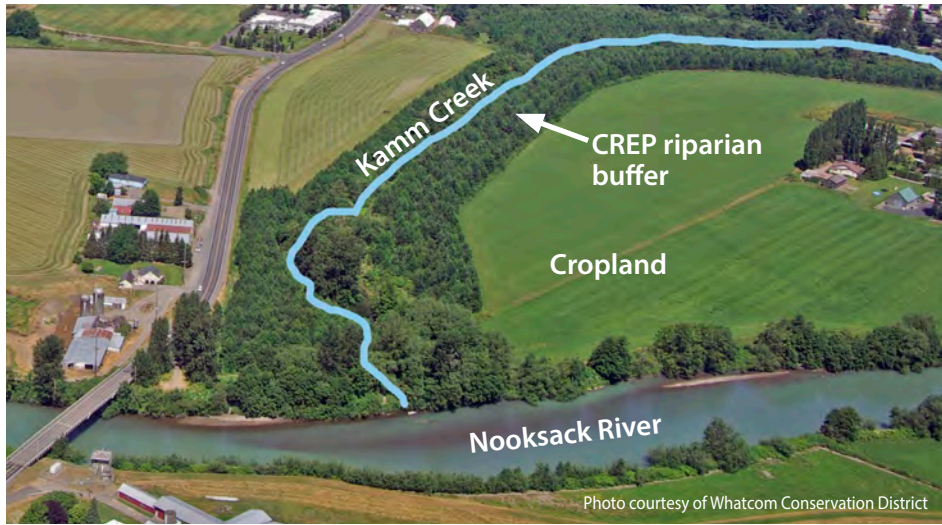 Kamm Creek
CREP riparian
buffer
Cropland
Nooksack River
Photo courtesy of Whatcom Conservation District